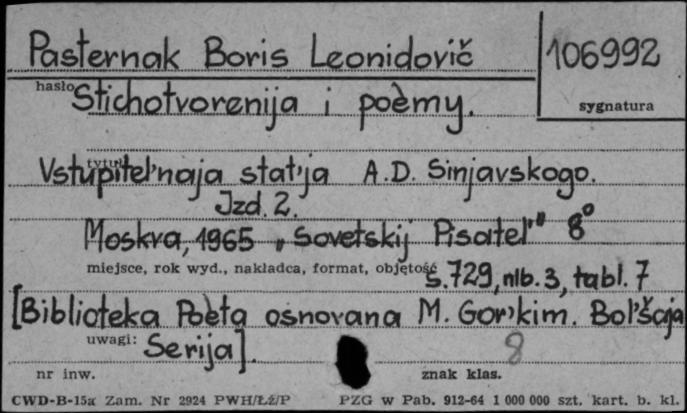 Pasternak Boris Leonidovič
106992
hasło
sygnatura
Stichotvorenija i poèmy.
tytuł
Vstupitel'naja stat'ja A.D. Sinjavskogo.
Izd. 2.
Moskva, 1965 „Sovetskij Pisatel'" 8°
miejsce, rok wyd., nakładca, format, objętość
s. 729, nlb. 3, tabl. 7
[Biblioteka Poèta osnovana M. Gor'kim. Bol'šaja
uwagi: Serija].
8
nr inw.
znak klas.
CWD-B-15a Zam. Nr 2924 PWH/Łź/P PZG w Pab. 912-64 1 000 000 szt. kart. b. kl.